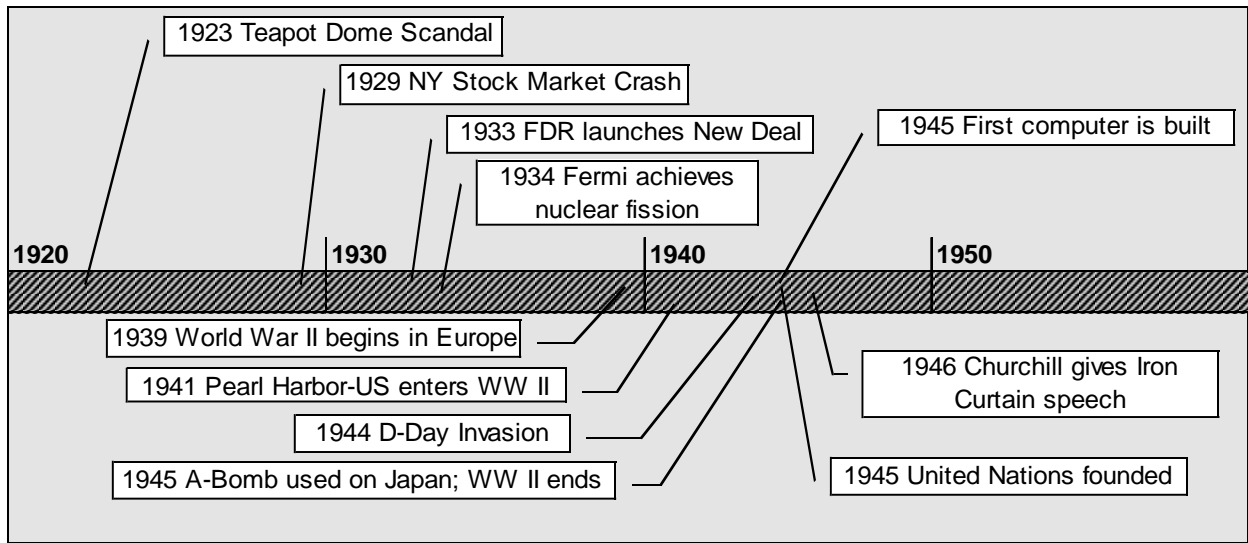 1923 Teapot Dome Scandal
1929 NY Stock Market Crash
1933 FDR launches New Deal
1945 First computer is built
1934 Fermi achieves
nuclear fission
1920
1930
1940
1950
1939 World War II begins in Europe
1941 Pearl Harbor-US enters WW II
1946 Churchill gives Iron
Curtain speech
1944 D-Day Invasion
1945 A-Bomb used on Japan; WW II ends
1945 United Nations founded